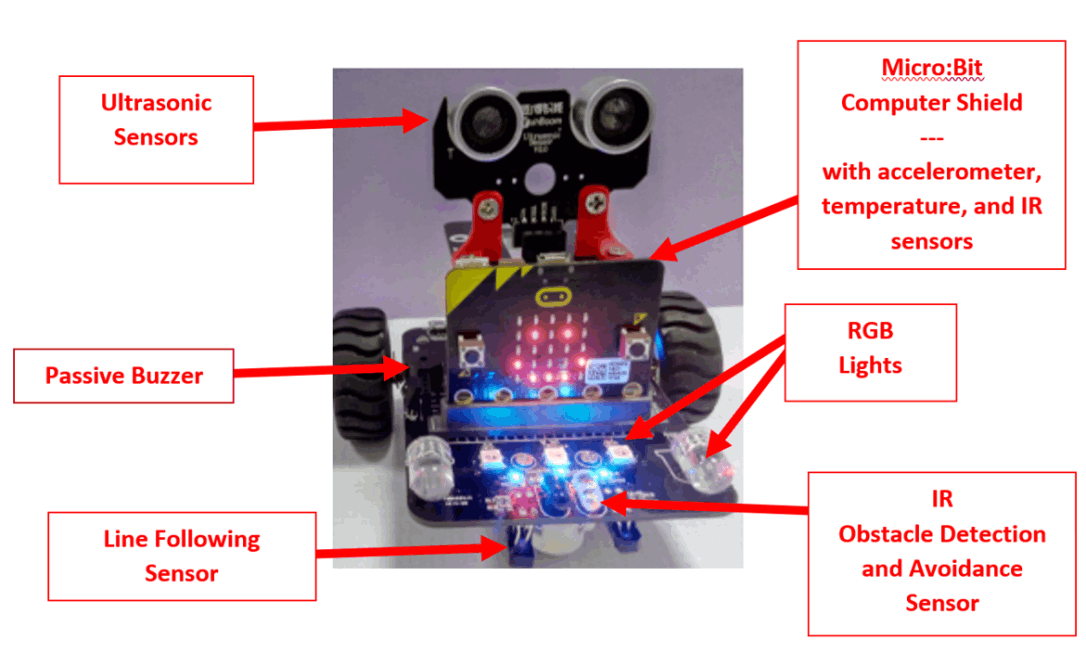 Ultrasonic
Sensors
Micro:Bit
Computer Shield
---
with accelerometer,
temperature, and IR
sensors
RGB
Lights
Passive Buzzer
Line Following
Sensor
IR
Obstacle Detection
and Avoidance
Sensor
T